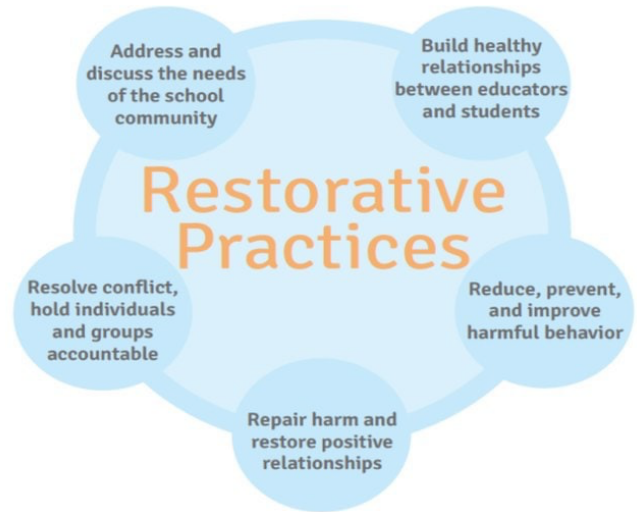 Address and
discuss the needs
of the school
community
Build healthy
relationships
between educators
and students
Restorative
Practices
Resolve conflict,
hold individuals
and groups
accountable
Reduce, prevent,
and improve
harmful behavior
Repair harm and
restore positive
relationships